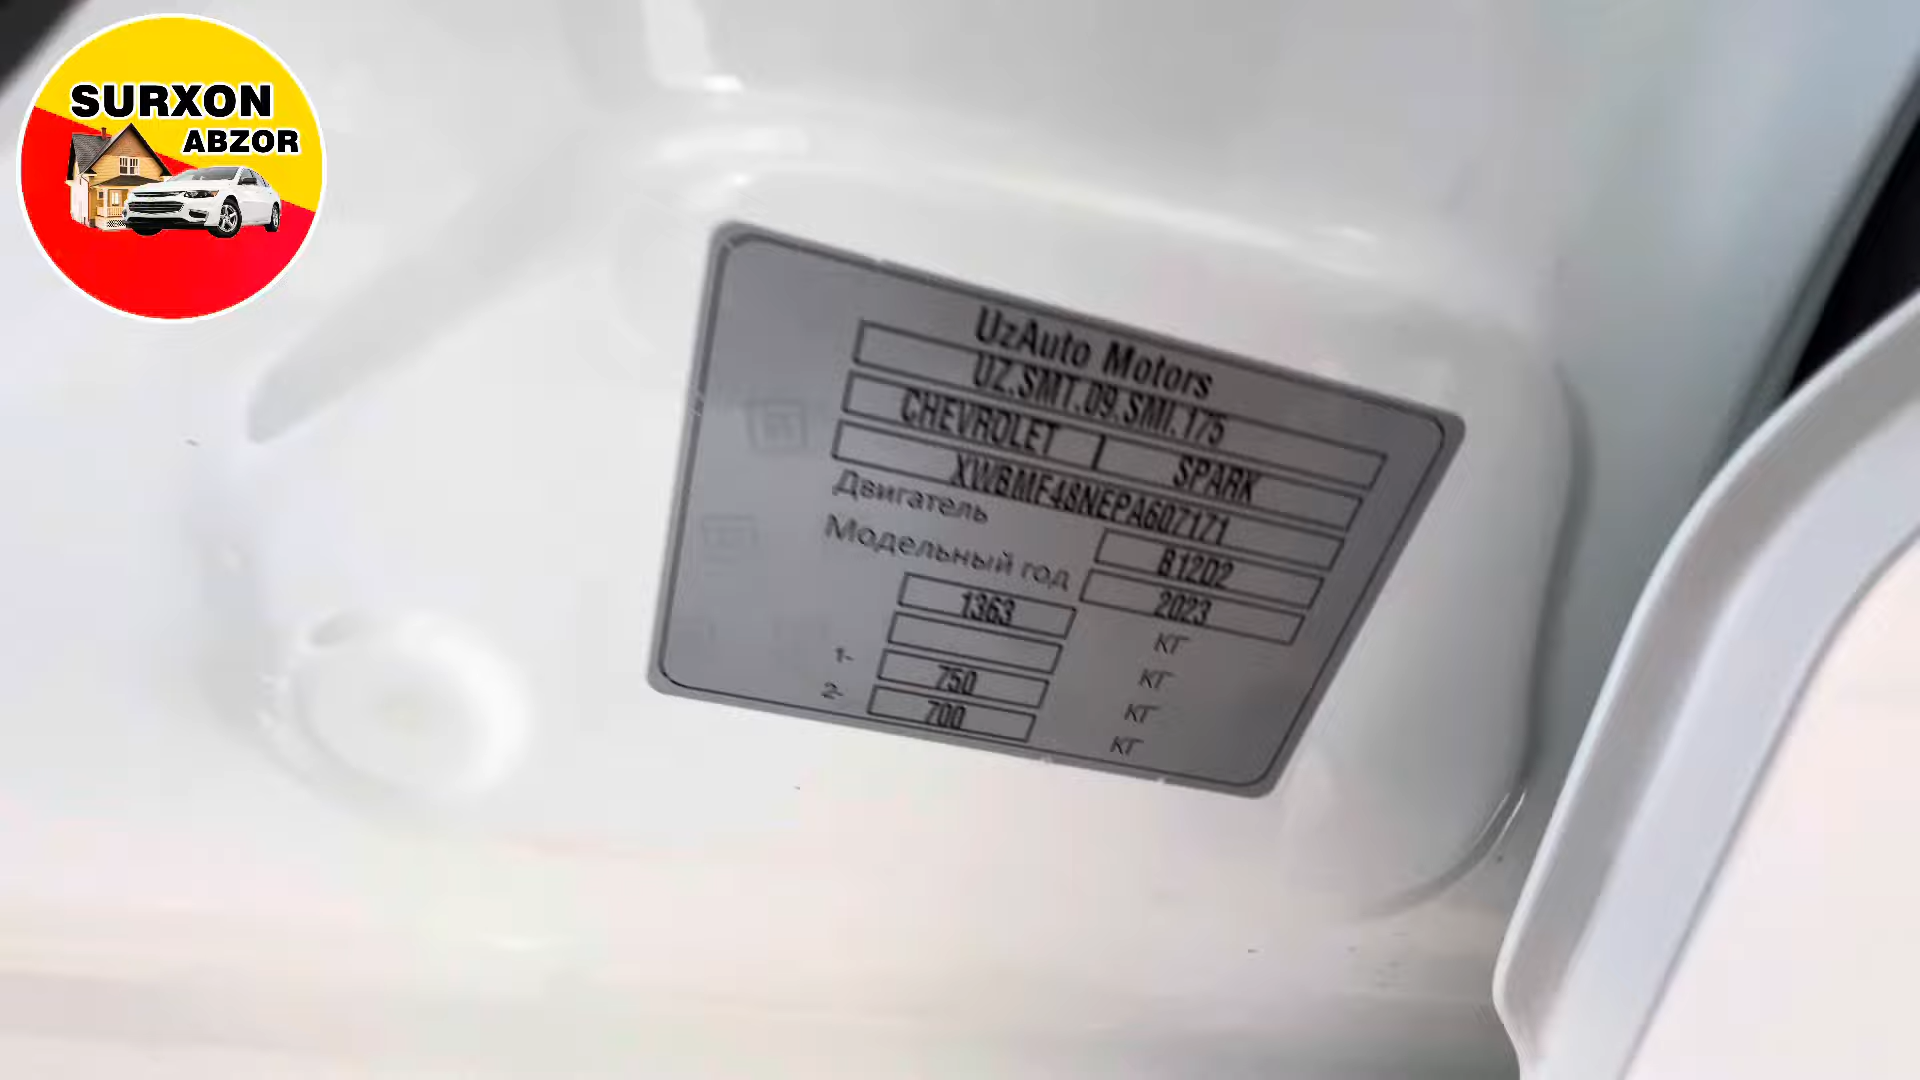 SURXON
ABZOR
UzAuto Motors
UZ.SMT.09.SMI.175
CHEVROLET SPARK
XWBMF48NEPA607171
Двигатель B12D2
Модельный год 2023
1363 КГ
КГ
1- 750 КГ
2- 700 КГ